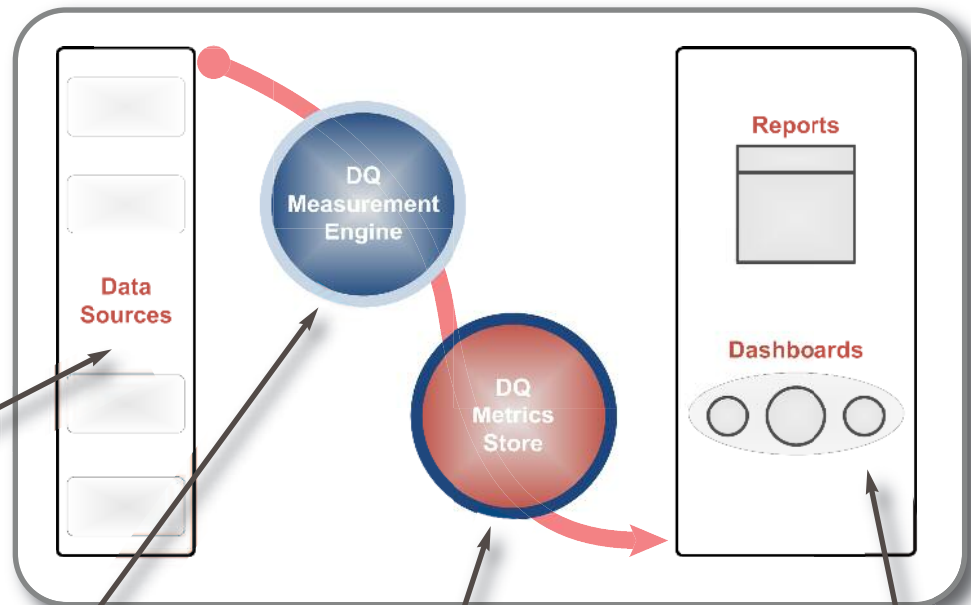 Data
Sources
DQ
Measurement
Engine
DQ
Metrics
Store
Reports
Dashboards